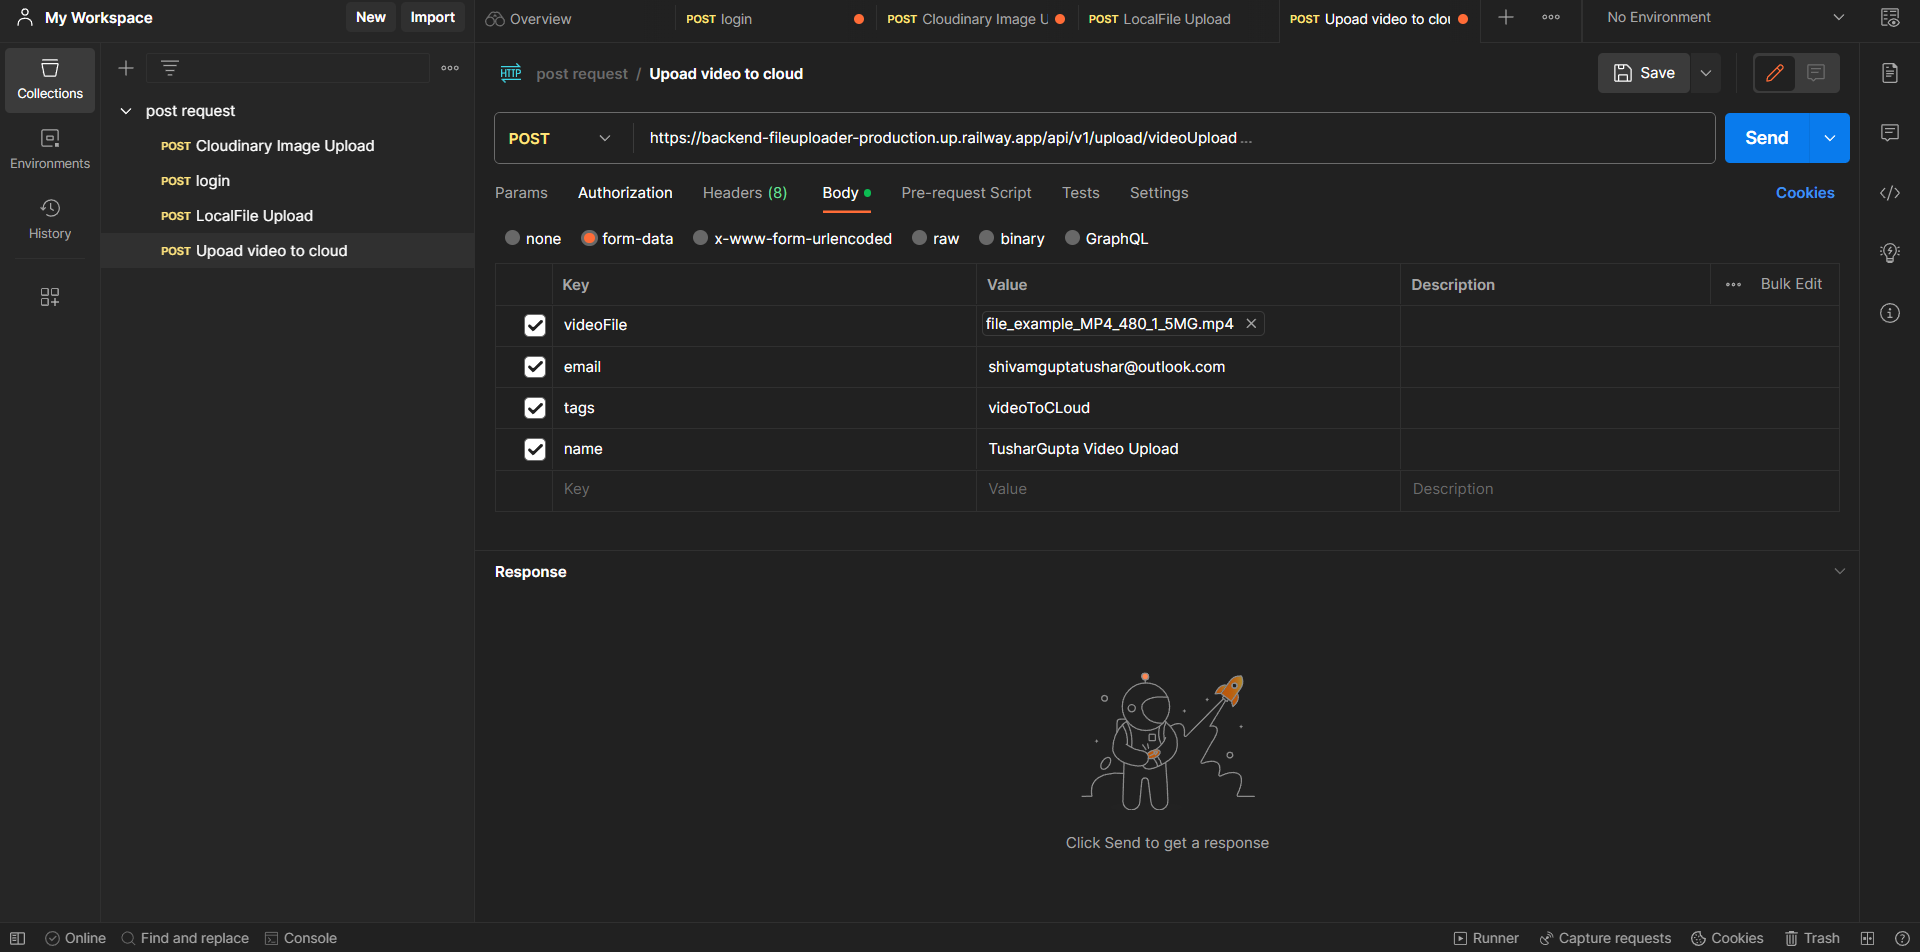 My Workspace
New
Import
Overview
POST login
POST Cloudinary Image U
POST LocalFile Upload
POST Upoad video to clou
No Environment
Collections
Environments
History
post request
POST Cloudinary Image Upload
POST login
POST LocalFile Upload
POST Upoad video to cloud
HTTP post request / Upoad video to cloud
Save
POST
https://backend-fileuploader-production.up.railway.app/api/v1/upload/videoUpload ...
Send
Params Authorization Headers (8) Body Pre-request Script Tests Settings
Cookies
none form-data x-www-form-urlencoded raw binary GraphQL
Key Value Description Bulk Edit
videoFile file_example_MP4_480_1_5MG.mp4
email shivamguptatushar@outlook.com
tags videoToCLoud
name TusharGupta Video Upload
Key Value Description
Response
Click Send to get a response
Online Find and replace Console
Runner Capture requests Cookies Trash